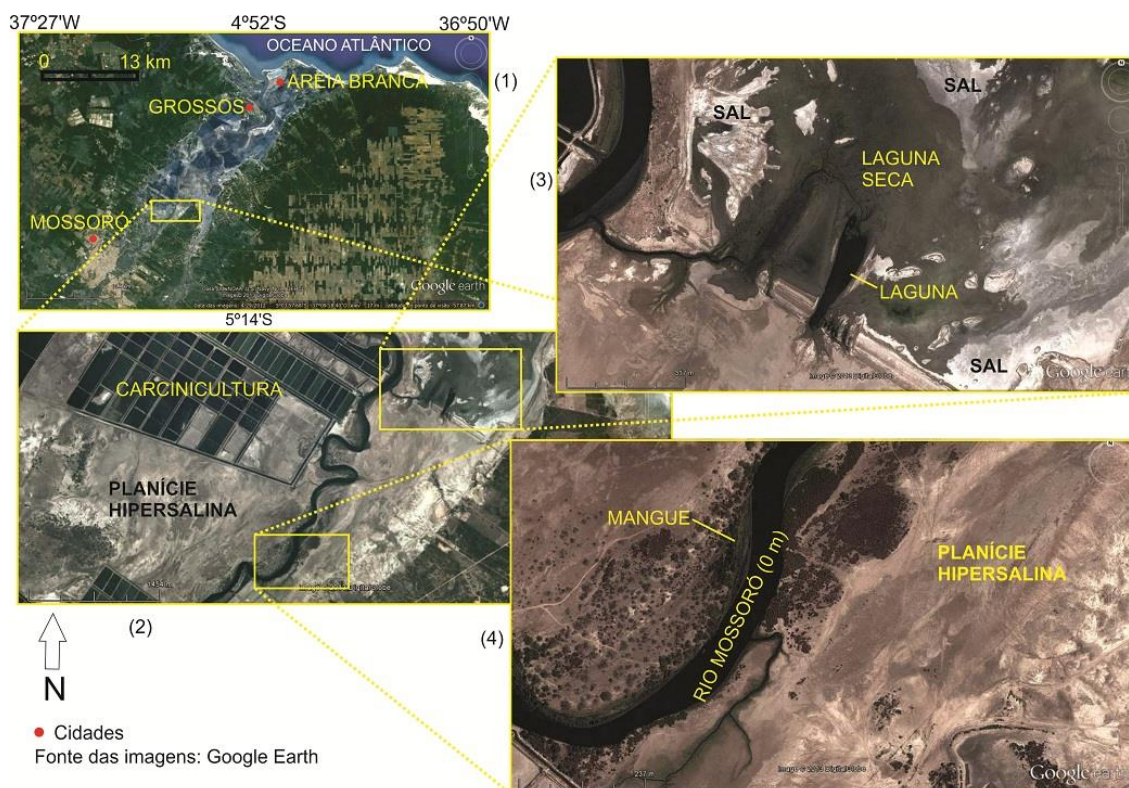 37º27'W
4º52'S
36º50'W
OCEANO ATLÂNTICO
0 13 km
AREIA BRANCA
GROSSOS
MOSSORÓ
Google earth
(1)
5º14'S
SAL
SAL
LAGUNA
SECA
LAGUNA
SAL
Google earth
(3)
CARCINICULTURA
PLANÍCIE
HIPERSALINA
(2)
MANGUE
RIO MOSSORÓ (0 m)
PLANÍCIE
HIPERSALINA
237 m
Google earth
(4)
N
Cidades
Fonte das imagens: Google Earth